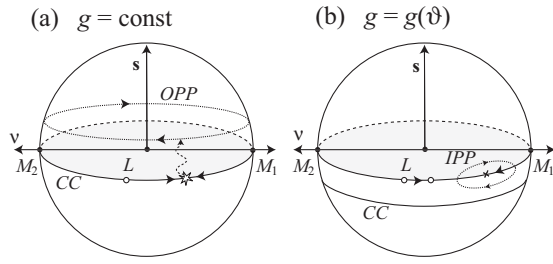 (a) g = const
(b) g = g(ϑ)
s
OPP
ν
M₂
CC
L
M₁
s
ν
IPP
M₂
L
M₁
CC